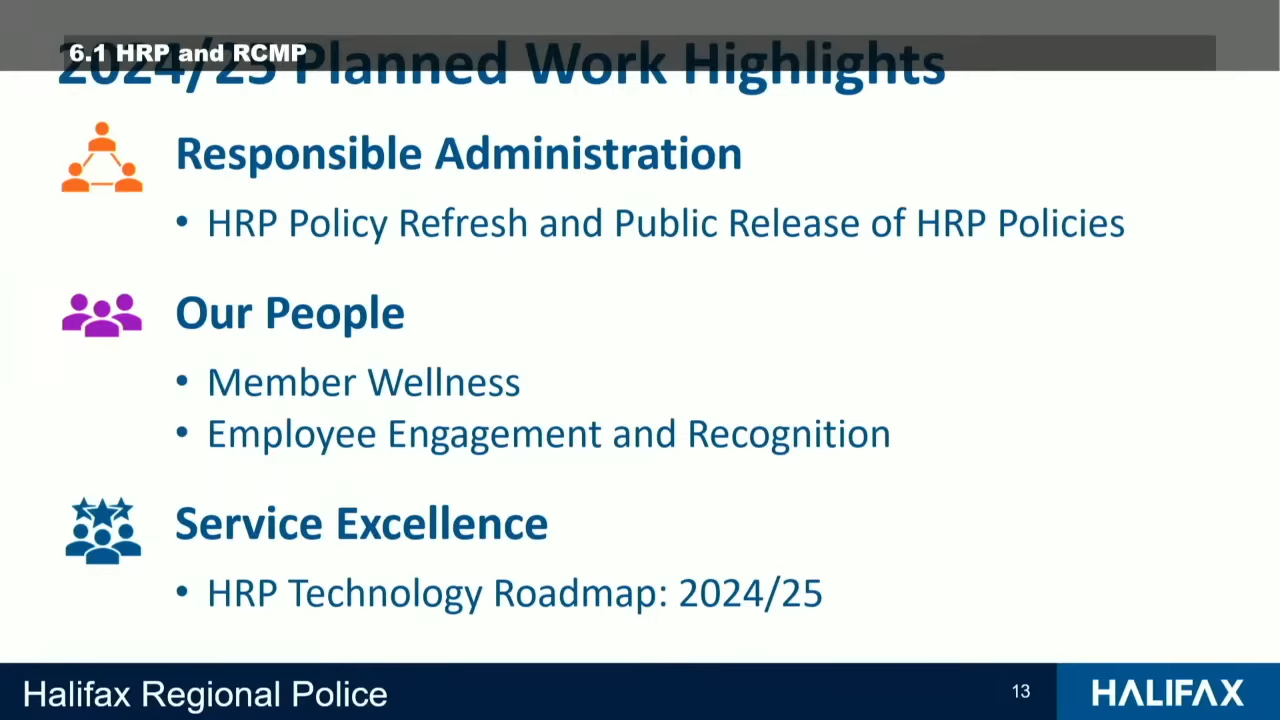 6.1 HRP and RCMP
2024/25 Planned Work Highlights
Responsible Administration
• HRP Policy Refresh and Public Release of HRP Policies
Our People
• Member Wellness
• Employee Engagement and Recognition
Service Excellence
• HRP Technology Roadmap: 2024/25
Halifax Regional Police
13
HALIFAX